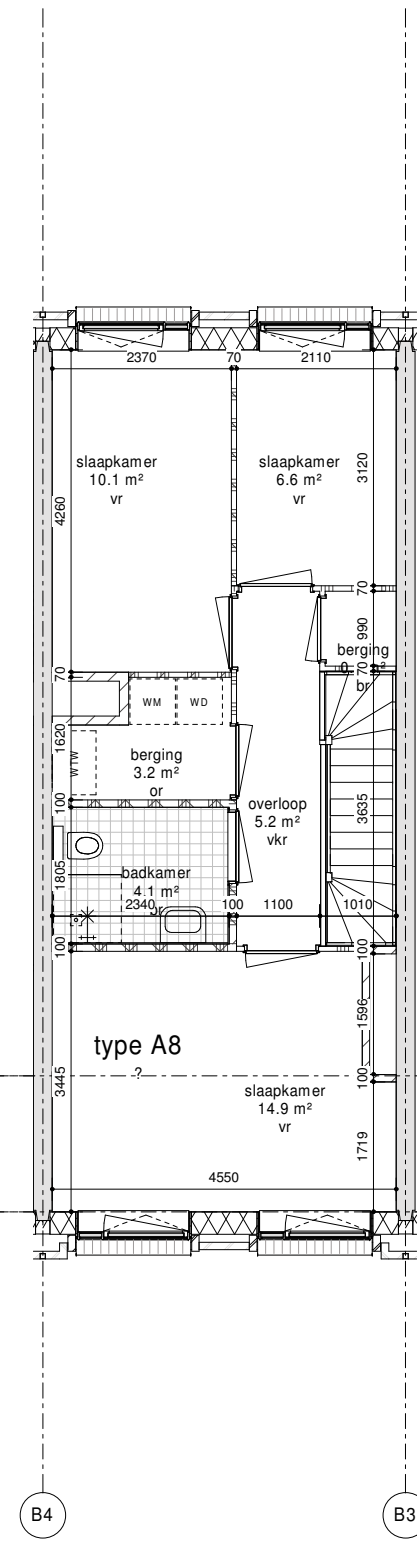 2370
70
2110
slaapkamer
10.1 m²
vr
slaapkamer
6.6 m²
vr
3120
4260
70
990
berging
br
70
70
WM
WD
1620
WTW
berging
3.2 m²
or
100
overloop
5.2 m²
vkr
3635
badkamer
4.1 m²
1805
2340
100
1100
1010
100
100
1596
type A8
?
slaapkamer
14.9 m²
vr
3445
100
1719
4550
B4
B3